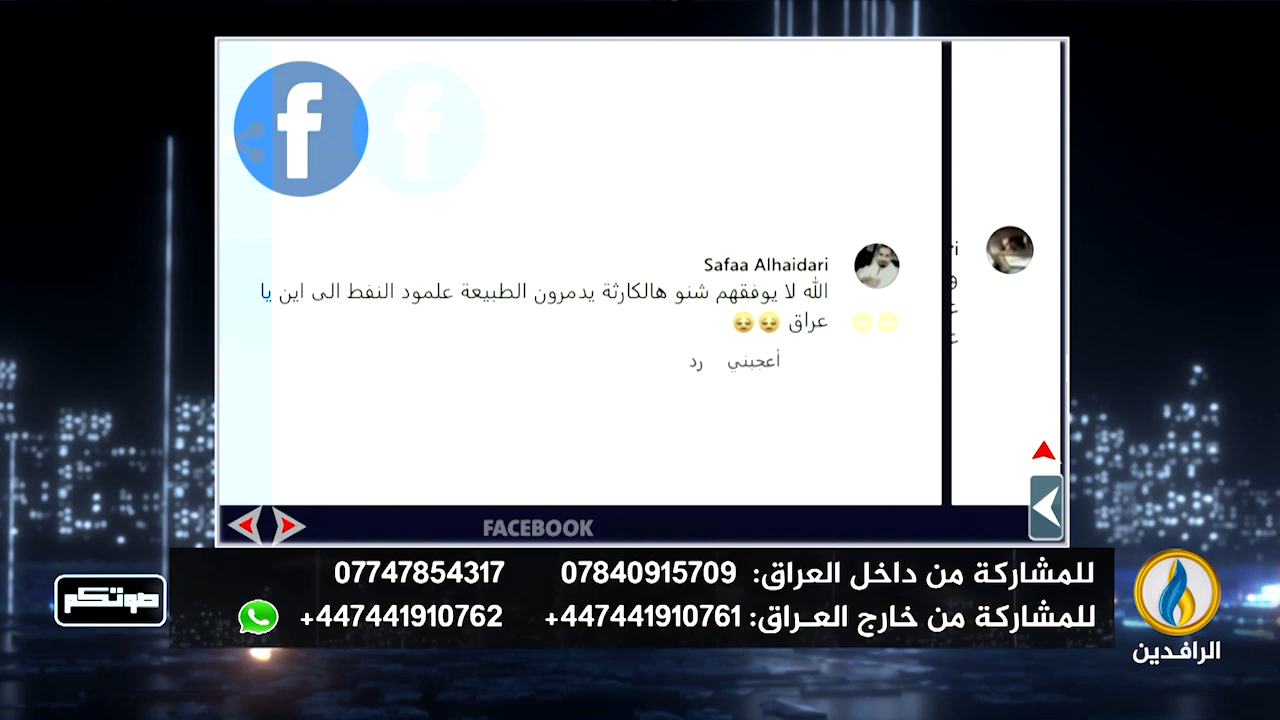 Safaa Alhaidari
الله لا يوفقهم شنو هالكارثة يدمرون الطبيعة علمود النفط الى اين يا
عراق 😔😔
أعجبني رد
FACEBOOK
للمشاركة من داخل العراق: 07840915709 07747854317
للمشاركة من خارج العـراق: 447441910761+ 447441910762+
صوتكم
الرافدين